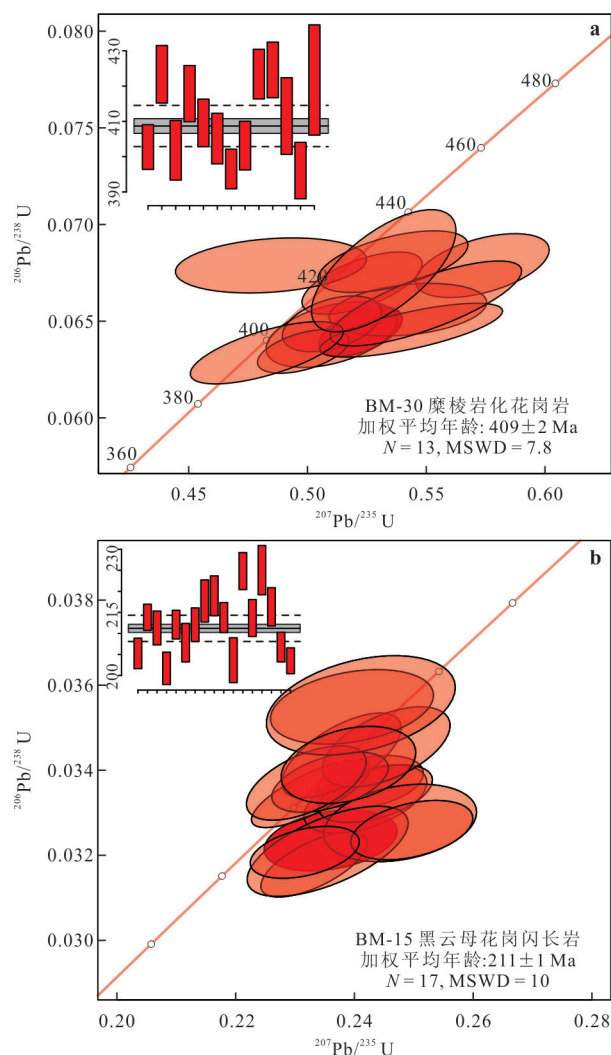 a
0.080
0.075
0.070
0.065
0.060
²⁰⁶Pb/²³⁸U
430
410
390
480
460
440
420
400
380
360
BM-30 糜棱岩化花岗岩
加权平均年龄: 409±2 Ma
N = 13, MSWD = 7.8
0.45 0.50 0.55 0.60
²⁰⁷Pb/²³⁵U
b
0.038
0.036
0.034
0.032
0.030
²⁰⁶Pb/²³⁸U
230
215
200
BM-15 黑云母花岗闪长岩
加权平均年龄:211±1 Ma
N = 17, MSWD = 10
0.20 0.22 0.24 0.26 0.28
²⁰⁷Pb/²³⁵U